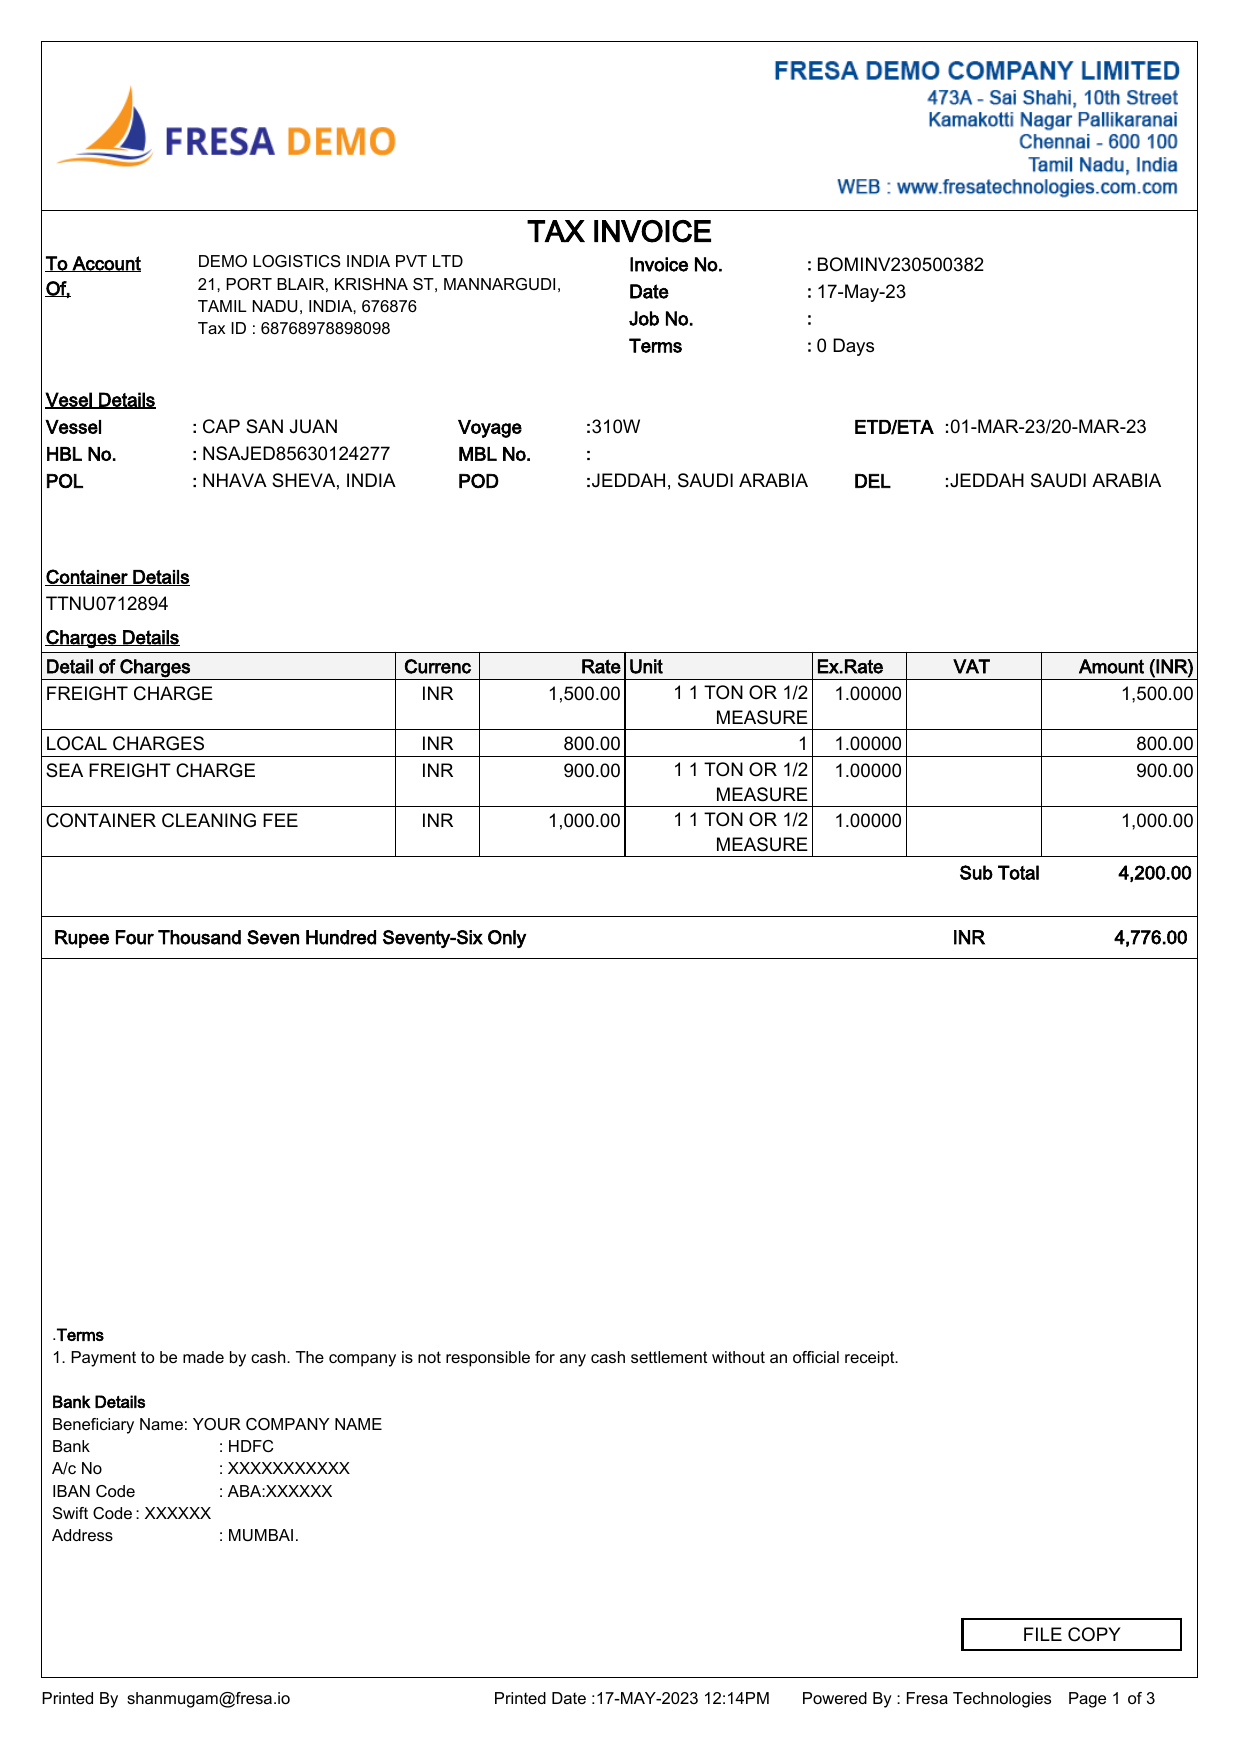 FRESA DEMO
FRESA DEMO COMPANY LIMITED
473A - Sai Shahi, 10th Street
Kamakotti Nagar Pallikaranai
Chennai - 600 100
Tamil Nadu, India
WEB : www.fresatechnologies.com.com
TAX INVOICE
To Account Of,
DEMO LOGISTICS INDIA PVT LTD
21, PORT BLAIR, KRISHNA ST, MANNARGUDI,
TAMIL NADU, INDIA, 676876
Tax ID : 68768978898098
Invoice No. : BOMINV230500382
Date : 17-May-23
Job No. :
Terms : 0 Days
Vesel Details
Vessel : CAP SAN JUAN Voyage :310W ETD/ETA :01-MAR-23/20-MAR-23
HBL No. : NSAJED85630124277 MBL No. :
POL : NHAVA SHEVA, INDIA POD :JEDDAH, SAUDI ARABIA DEL :JEDDAH SAUDI ARABIA
Container Details
TTNU0712894
Charges Details
Detail of Charges Currenc Rate Unit Ex.Rate VAT Amount (INR)
FREIGHT CHARGE INR 1,500.00 1 1 TON OR 1/2 1.00000 1,500.00
MEASURE
LOCAL CHARGES INR 800.00 1 1.00000 800.00
SEA FREIGHT CHARGE INR 900.00 1 1 TON OR 1/2 1.00000 900.00
MEASURE
CONTAINER CLEANING FEE INR 1,000.00 1 1 TON OR 1/2 1.00000 1,000.00
MEASURE
Sub Total 4,200.00
Rupee Four Thousand Seven Hundred Seventy-Six Only INR 4,776.00
.Terms
1. Payment to be made by cash. The company is not responsible for any cash settlement without an official receipt.
Bank Details
Beneficiary Name: YOUR COMPANY NAME
Bank : HDFC
A/c No : XXXXXXXXXXX
IBAN Code : ABA:XXXXXX
Swift Code : XXXXXX
Address : MUMBAI.
FILE COPY
Printed By shanmugam@fresa.io Printed Date :17-MAY-2023 12:14PM Powered By : Fresa Technologies Page 1 of 3